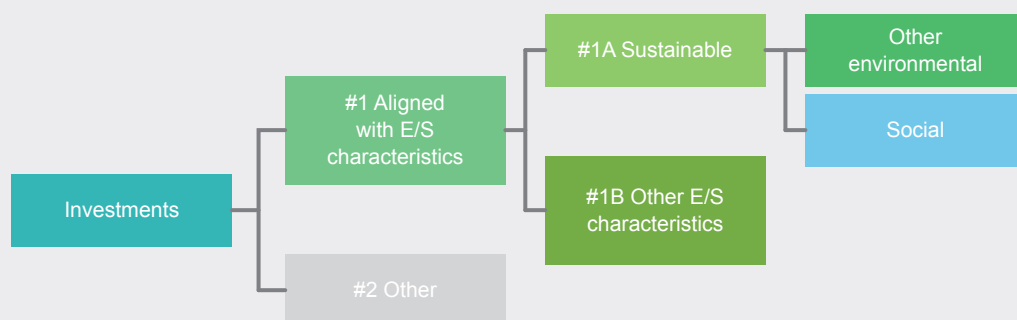 Investments
#1 Aligned
with E/S
characteristics
#2 Other
#1A Sustainable
#1B Other E/S
characteristics
Other
environmental
Social